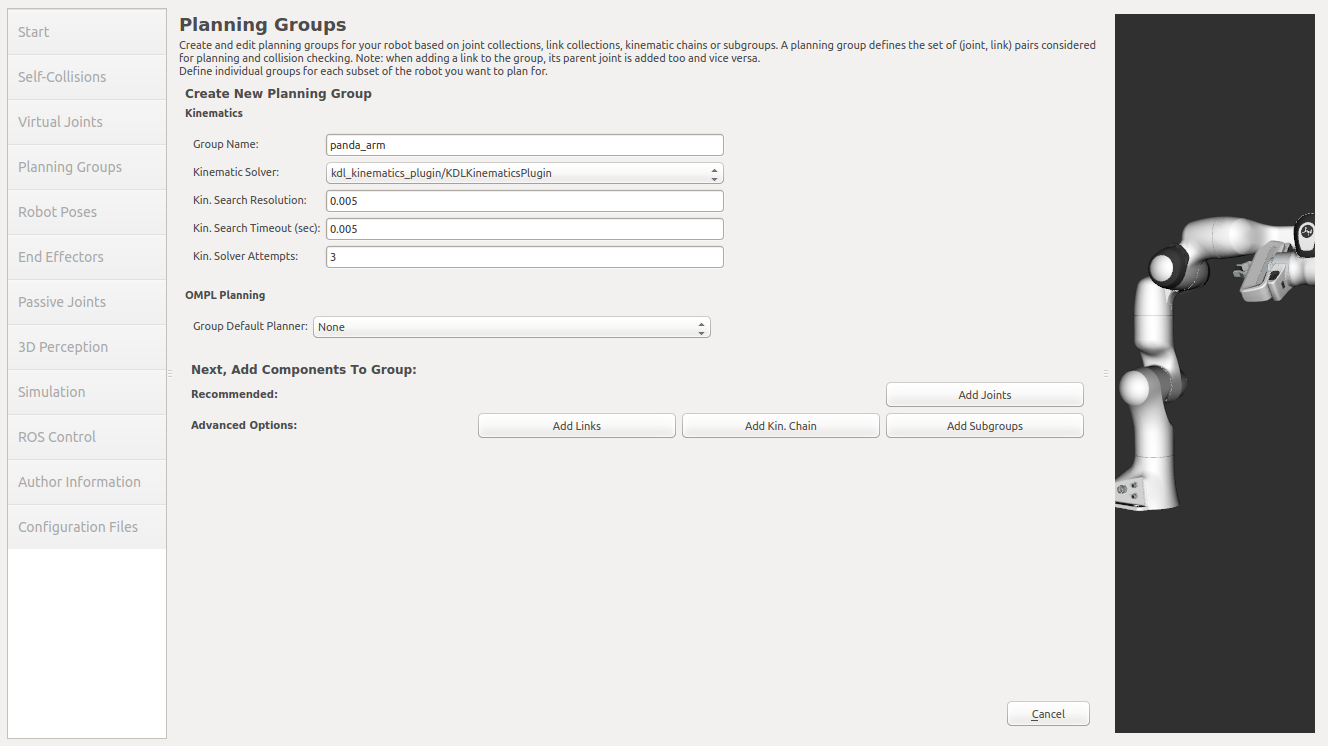 Start
Self-Collisions
Virtual Joints
Planning Groups
Robot Poses
End Effectors
Passive Joints
3D Perception
Simulation
ROS Control
Author Information
Configuration Files
Planning Groups
Create and edit planning groups for your robot based on joint collections, link collections, kinematic chains or subgroups. A planning group defines the set of (joint, link) pairs considered
for planning and collision checking. Note: when adding a link to the group, its parent joint is added too and vice versa.
Define individual groups for each subset of the robot you want to plan for.
Create New Planning Group
Kinematics
Group Name: panda_arm
Kinematic Solver: kdl_kinematics_plugin/KDLKinematicsPlugin
Kin. Search Resolution: 0.005
Kin. Search Timeout (sec): 0.005
Kin. Solver Attempts: 3
OMPL Planning
Group Default Planner: None
Next, Add Components To Group:
Recommended: Add Joints
Advanced Options: Add Links Add Kin. Chain Add Subgroups
Cancel